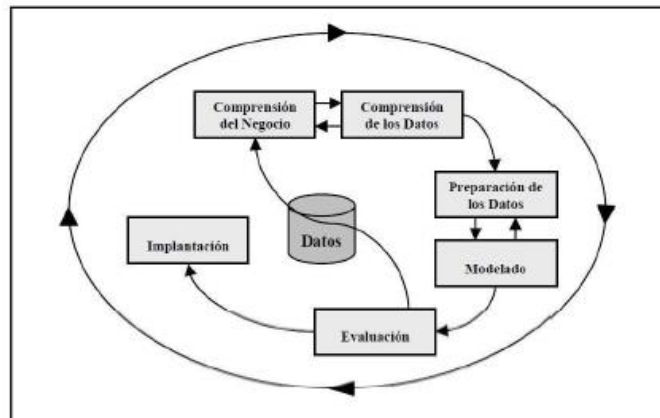 Comprensión
del Negocio
Comprensión
de los Datos
Preparación de
los Datos
Modelado
Evaluación
Implantación
Datos